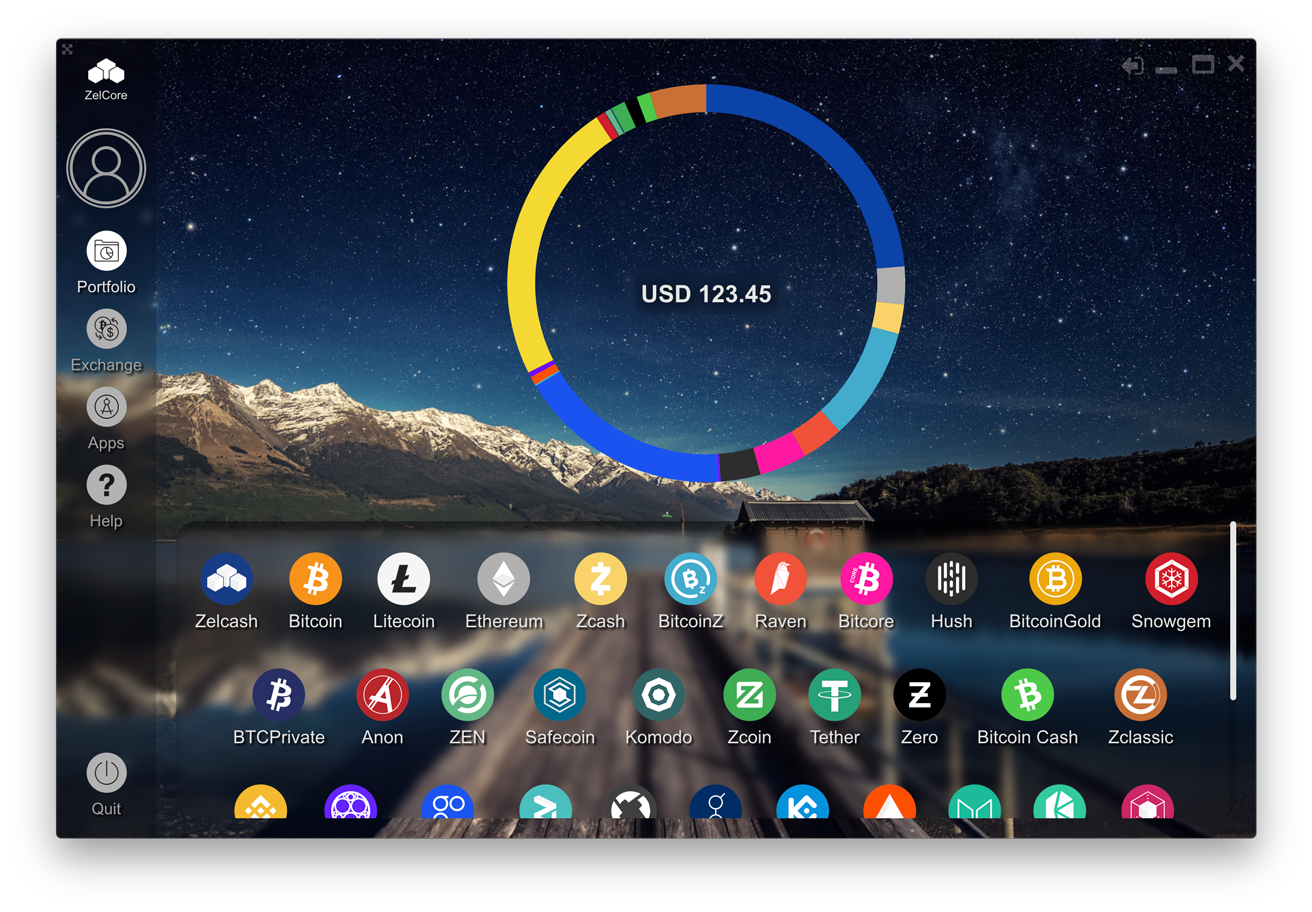 ZelCore
Portfolio
Exchange
Apps
Help
Quit
USD 123.45
Zelcash Bitcoin Litecoin Ethereum Zcash BitcoinZ Raven Bitcore Hush BitcoinGold Snowgem
BTCPrivate Anon ZEN Safecoin Komodo Zcoin Tether Zero Bitcoin Cash Zclassic